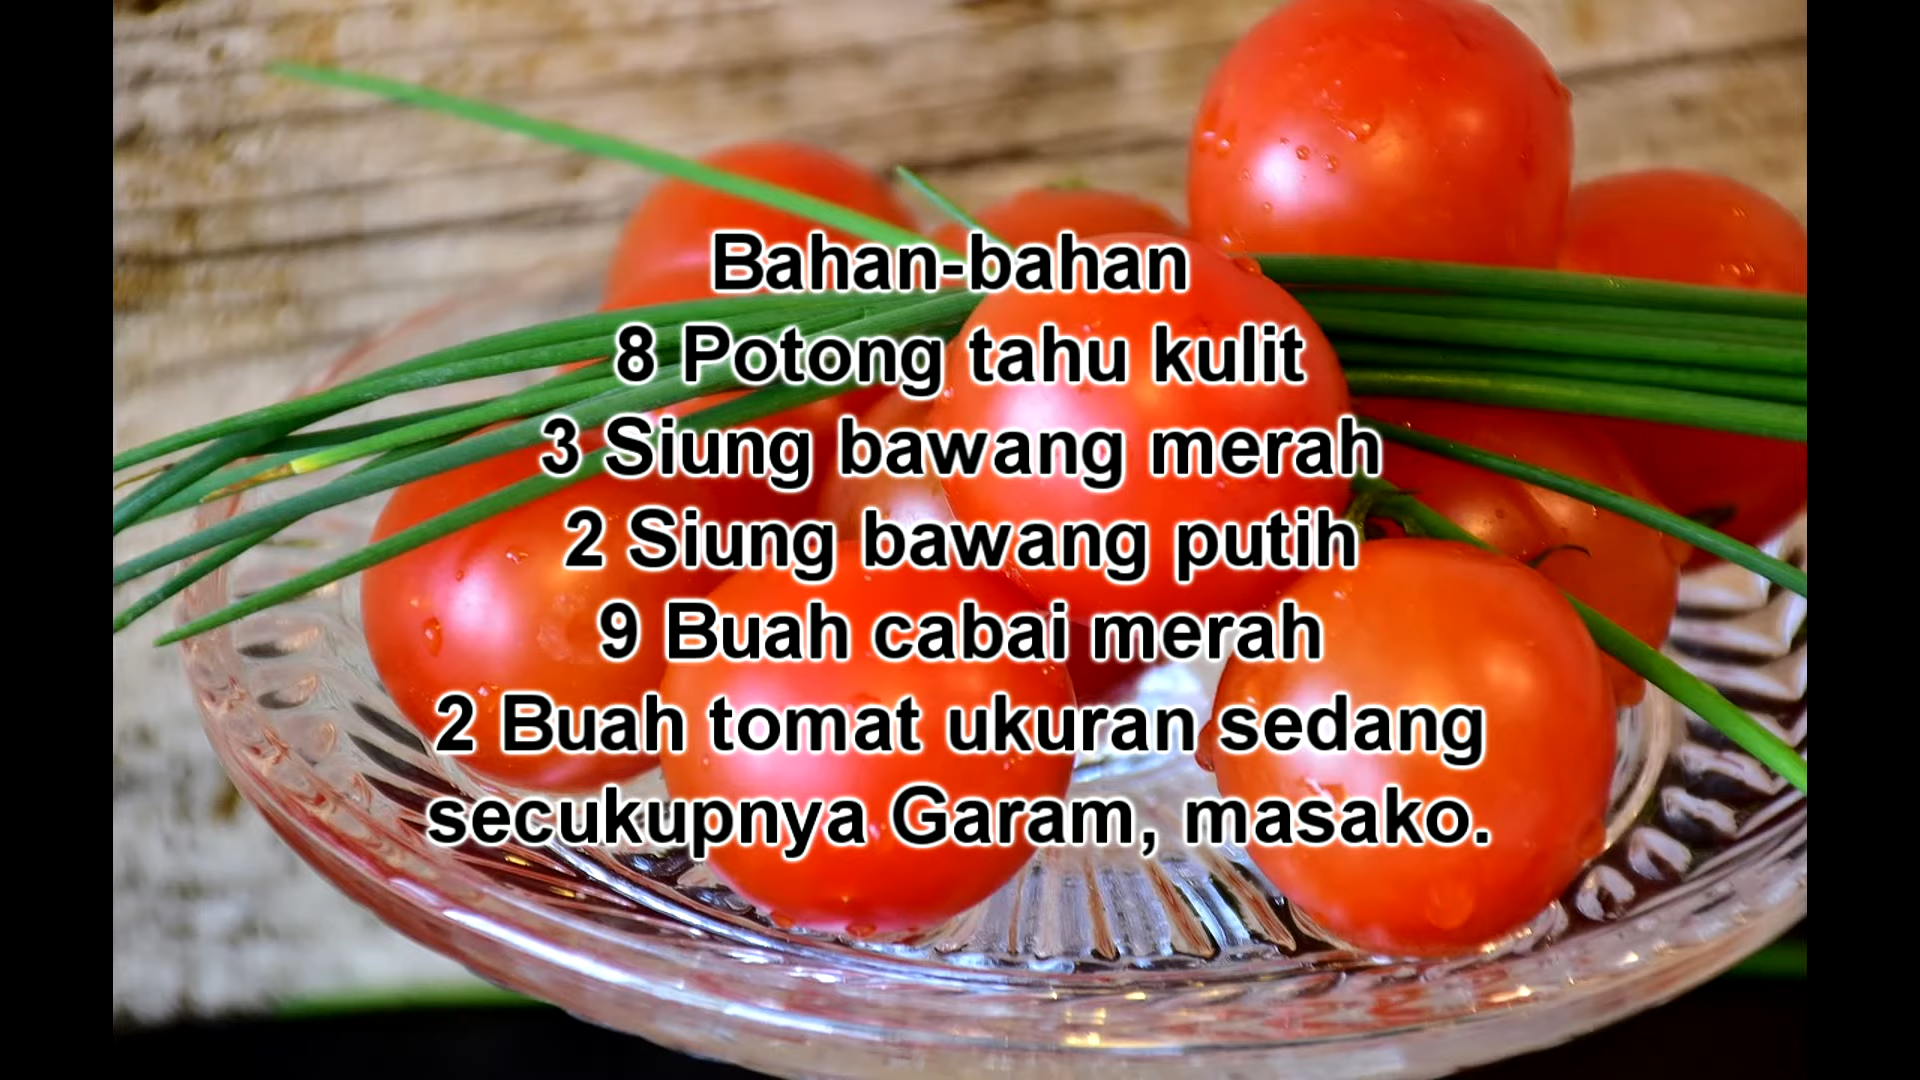 Bahan-bahan
8 Potong tahu kulit
3 Siung bawang merah
2 Siung bawang putih
9 Buah cabai merah
2 Buah tomat ukuran sedang
secukupnya Garam, masako.